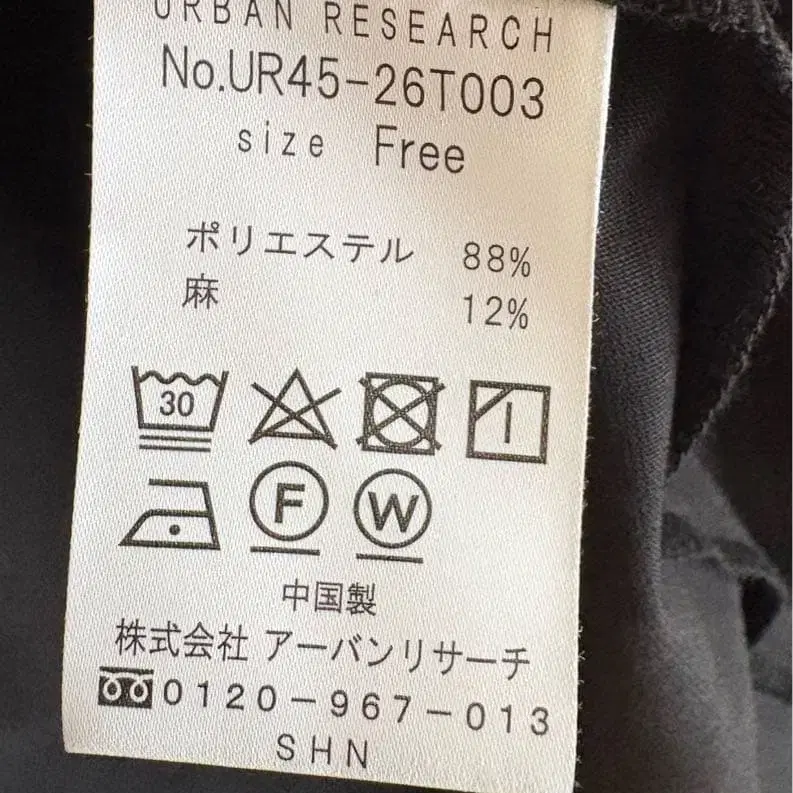 URBAN RESEARCH
No.UR45-26T003
size Free
ポリエステル 88%
麻 12%
30
F W
中国製
株式会社 アーバンリサーチ
0120-967-013
SHN